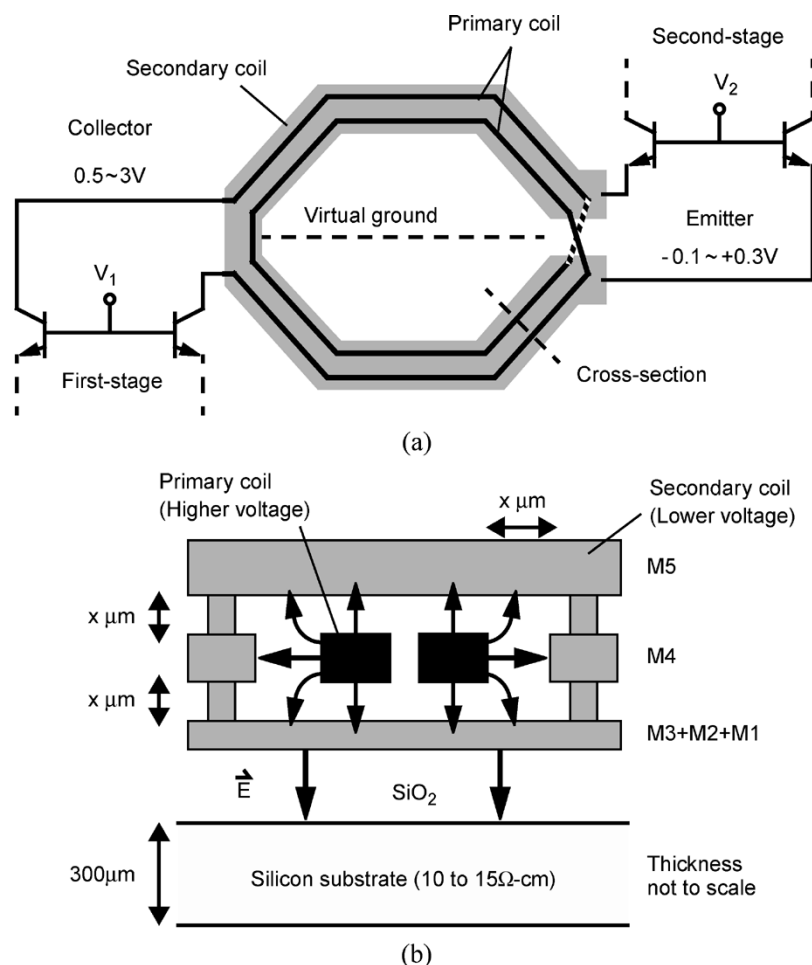 Primary coil
Second-stage
Secondary coil
V2
Collector
0.5~3V
Virtual ground
Emitter
-0.1~+0.3V
V1
First-stage
Cross-section
(a)
Primary coil
(Higher voltage)
x μm
Secondary coil
(Lower voltage)
M5
x μm
M4
x μm
M3+M2+M1
E
SiO2
300μm
Silicon substrate (10 to 15Ω-cm)
Thickness
not to scale
(b)